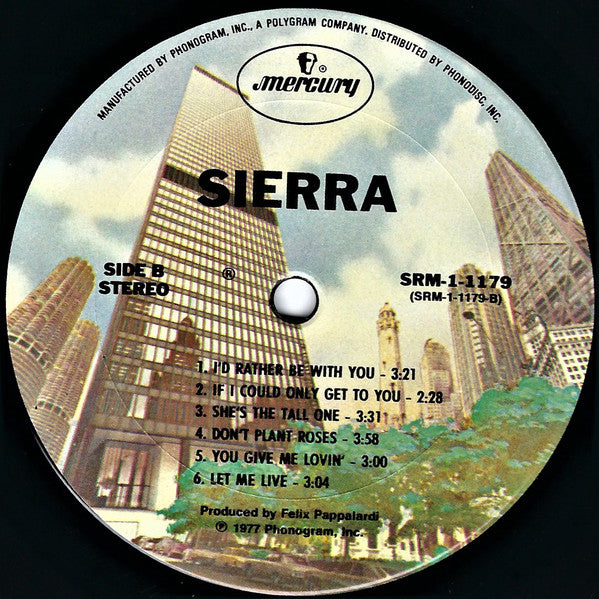 MANUFACTURED BY PHONOGRAM, INC., A POLYGRAM COMPANY. DISTRIBUTED BY PHONODISC, INC.
®
mercury
SIERRA
SIDE B
STEREO
®
SRM-1-1179
(SRM-1-1179-B)
1. I'D RATHER BE WITH YOU - 3:21
2. IF I COULD ONLY GET TO YOU - 2:28
3. SHE'S THE TALL ONE - 3:31
4. DON'T PLANT ROSES - 3:58
5. YOU GIVE ME LOVIN' - 3:00
6. LET ME LIVE - 3:04
Produced by Felix Pappalardi
℗ 1977 Phonogram, Inc.